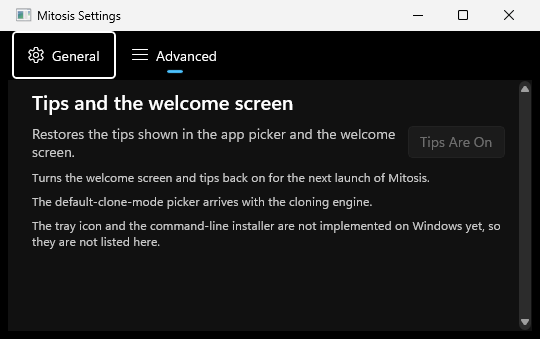 Mitosis Settings
General
Advanced
Tips and the welcome screen
Restores the tips shown in the app picker and the welcome
screen.
Tips Are On
Turns the welcome screen and tips back on for the next launch of Mitosis.
The default-clone-mode picker arrives with the cloning engine.
The tray icon and the command-line installer are not implemented on Windows yet, so
they are not listed here.